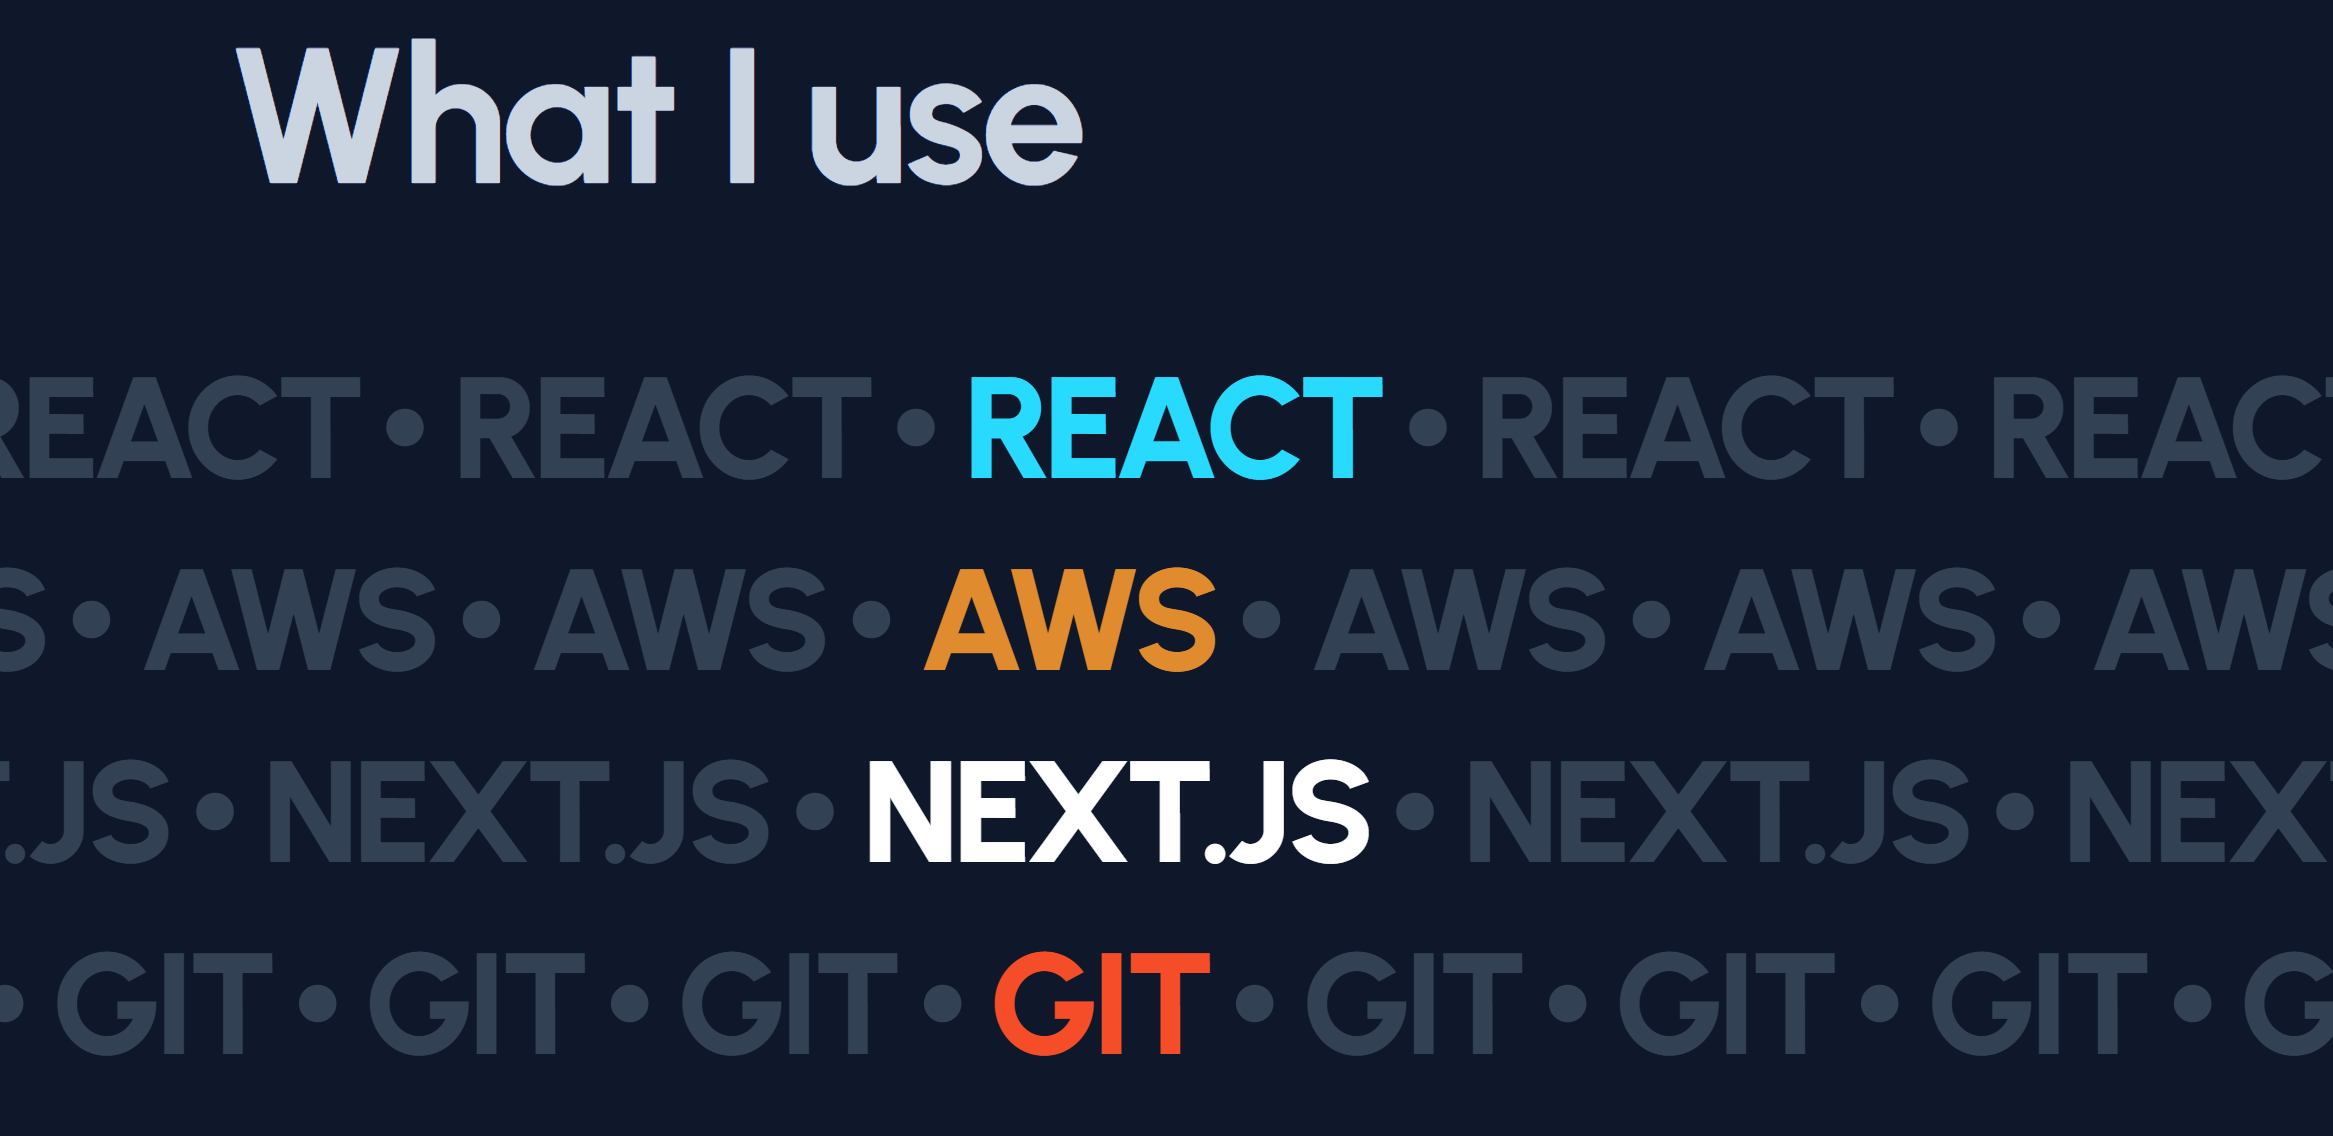 What I use
REACT • REACT • REACT • REACT • REACT
S • AWS • AWS • AWS • AWS • AWS • AWS
T.JS • NEXT.JS • NEXT.JS • NEXT.JS • NEXT
• GIT • GIT • GIT • GIT • GIT • GIT • GIT • G